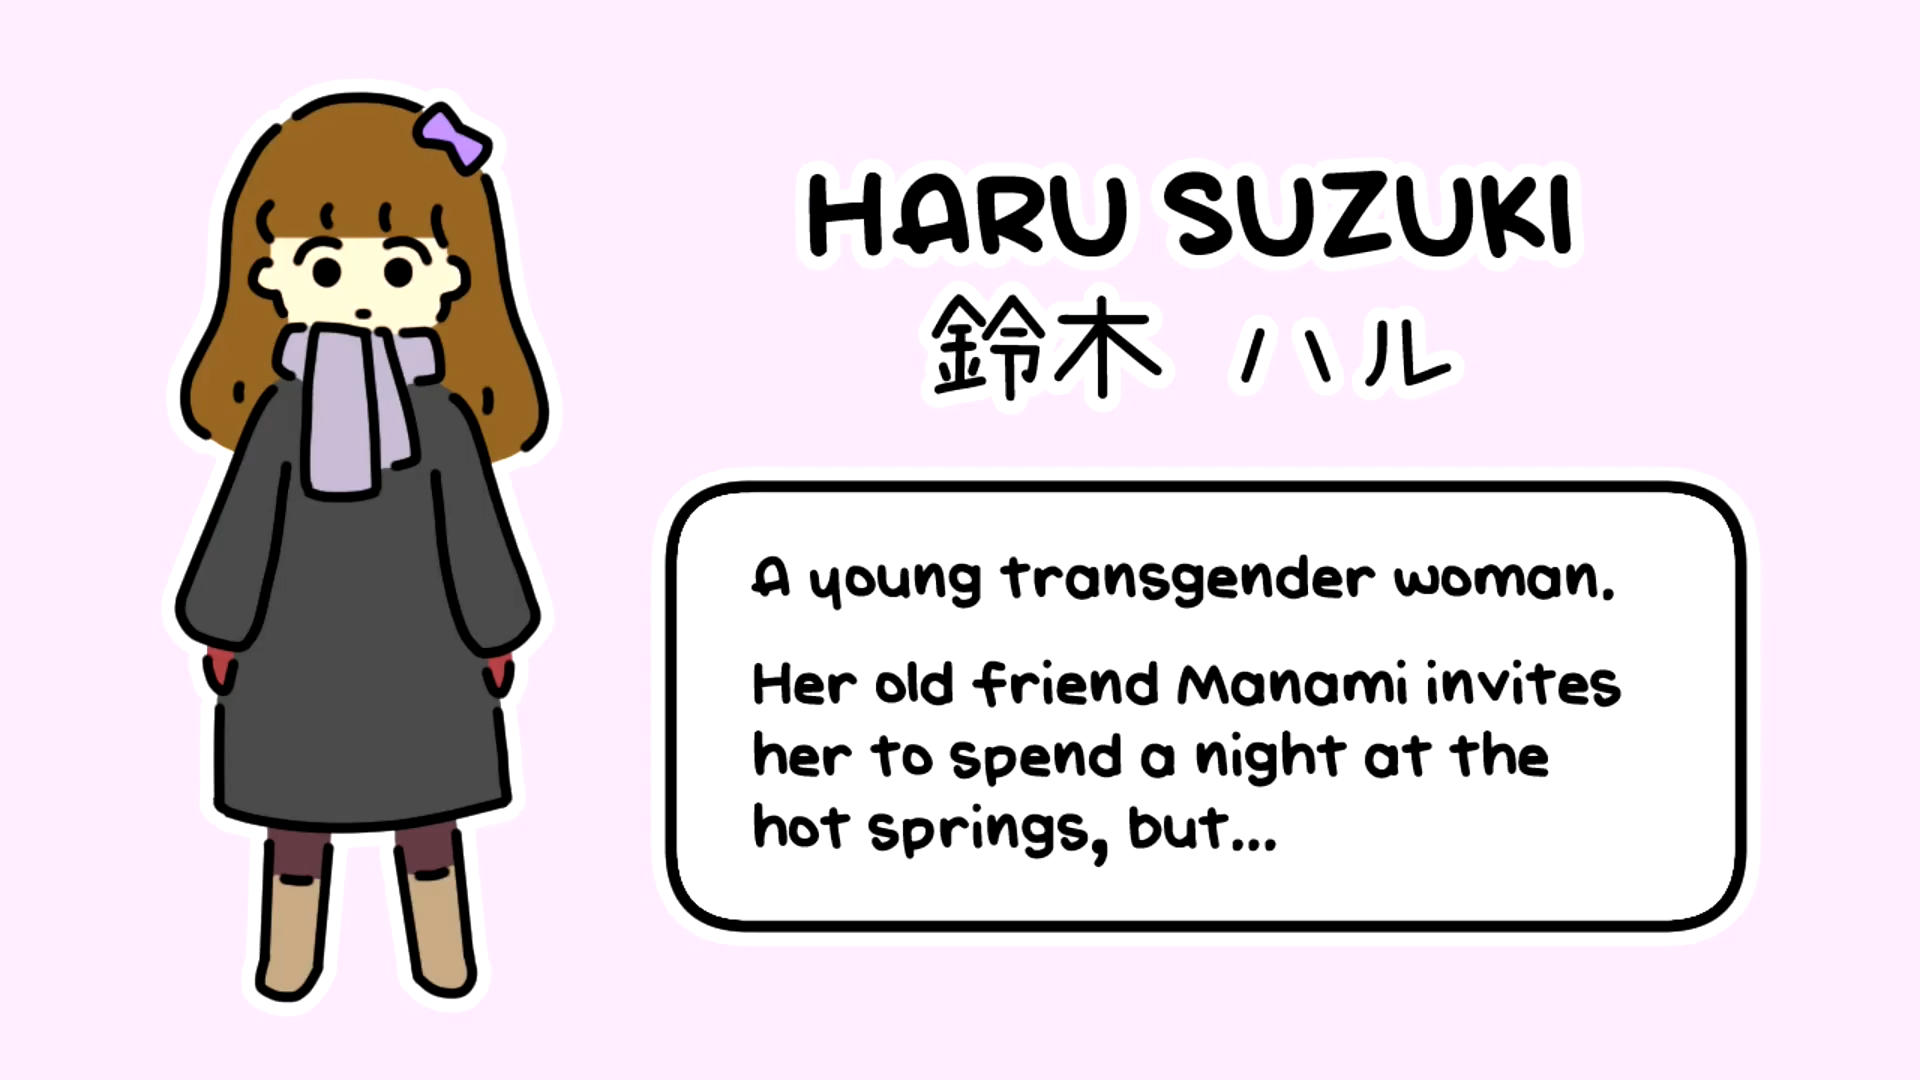 HARU SUZUKI
鈴木 ハル
A young transgender woman.
Her old friend Manami invites
her to spend a night at the
hot springs, but...